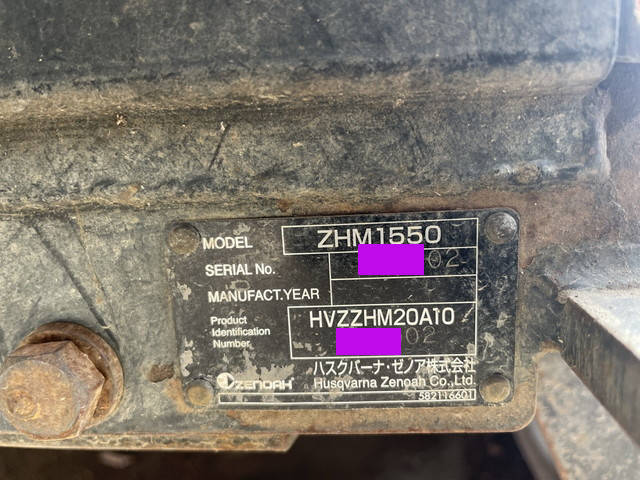 MODEL ZHM1550
SERIAL No. 02
MANUFACT.YEAR
Product
Identification
Number
HVZZHM20A10
02
ZENOAH
ハスクバーナ・ゼノア株式会社
Husqvarna Zenoah Co.,Ltd.
582116601